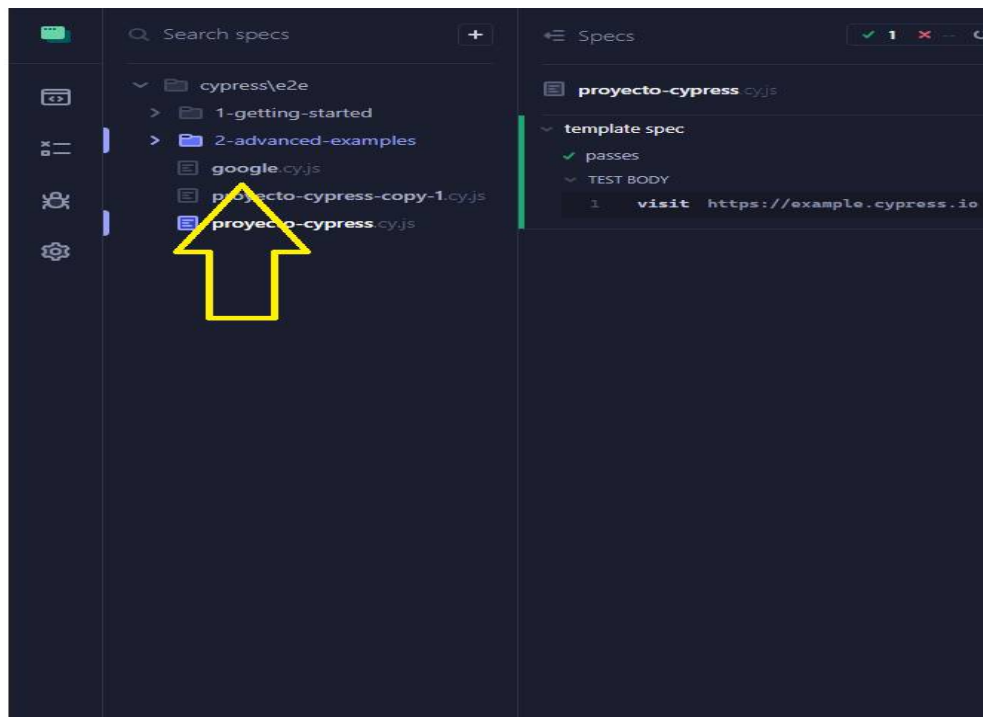 Search specs
+
cypress\e2e
1-getting-started
2-advanced-examples
google.cy.js
proyecto-cypress-copy-1.cy.js
proyecto-cypress.cy.js
Specs
1
--
proyecto-cypress cy.js
template spec
passes
TEST BODY
1 visit https://example.cypress.io